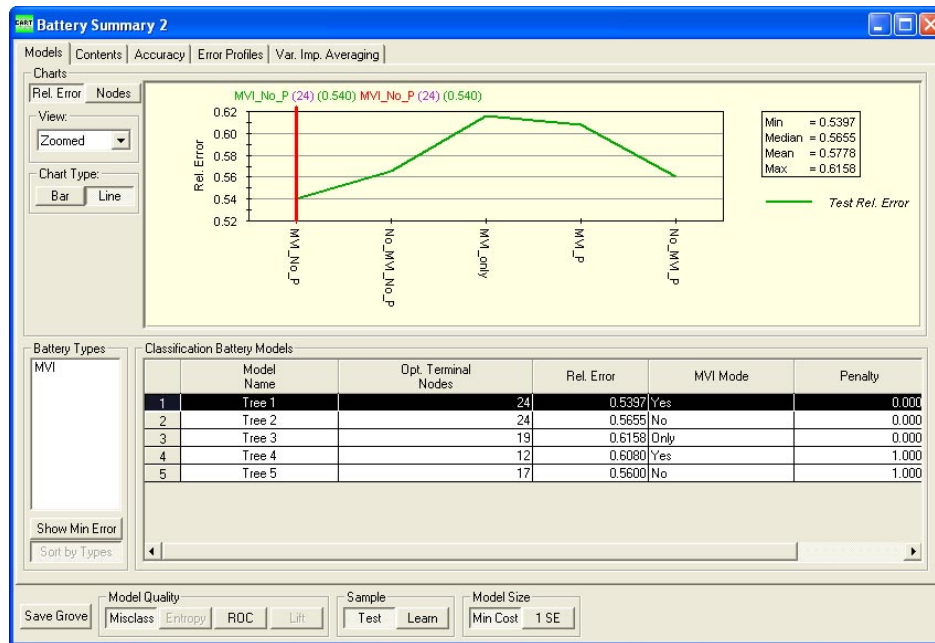 CART Battery Summary 2
Models Contents Accuracy Error Profiles Var. Imp. Averaging
Charts
Rel. Error Nodes
View:
Zoomed
Chart Type:
Bar Line
MVI_No_P (24) (0.540) MVI_No_P (24) (0.540)
Rel. Error
0.62
0.60
0.58
0.56
0.54
0.52
MVI_No_P
No_MVI_No_P
MVI_only
MVI_P
No_MVI_P
Min = 0.5397
Median = 0.5655
Mean = 0.5778
Max = 0.6158
Test Rel. Error
Battery Types
MVI
Show Min Error
Sort by Types
Classification Battery Models
Model Name Opt. Terminal Nodes Rel. Error MVI Mode Penalty
1 Tree 1 24 0.5397 Yes 0.000
2 Tree 2 24 0.5655 No 0.000
3 Tree 3 19 0.6158 Only 0.000
4 Tree 4 12 0.6080 Yes 1.000
5 Tree 5 17 0.5600 No 1.000
Save Grove
Model Quality
Misclass Entropy ROC Lift
Sample
Test Learn
Model Size
Min Cost 1 SE